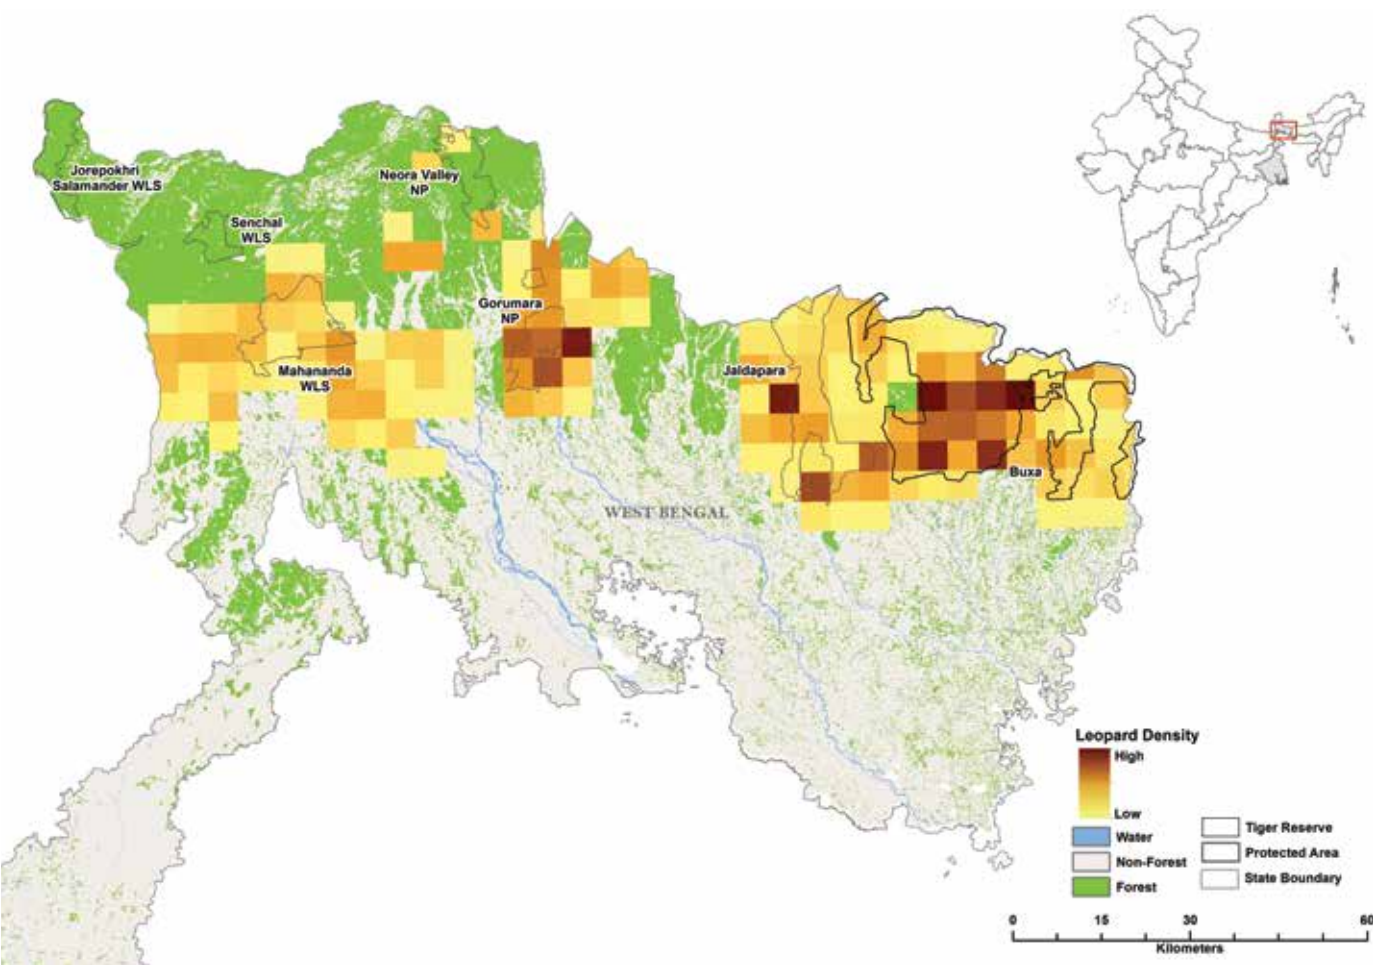 Jorepokhri
Salamander WLS
Neora Valley
NP
Senchal
WLS
Gorumara
NP
Mahananda
WLS
Jaldapara
Buxa
WEST BENGAL
Leopard Density
High
Low
Water
Non-Forest
Forest
Tiger Reserve
Protected Area
State Boundary
0 15 30 60
Kilometers